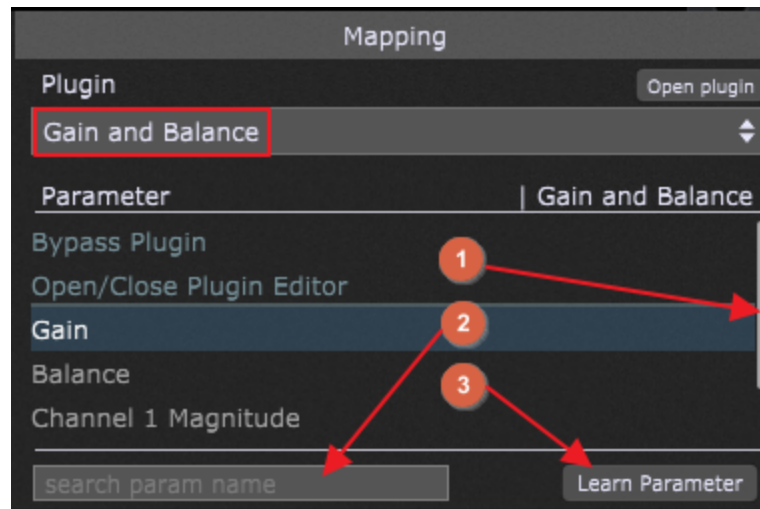 Mapping
Plugin
Open plugin
Gain and Balance
Parameter | Gain and Balance
Bypass Plugin
1
Open/Close Plugin Editor
Gain
2
Balance
3
Channel 1 Magnitude
search param name
Learn Parameter